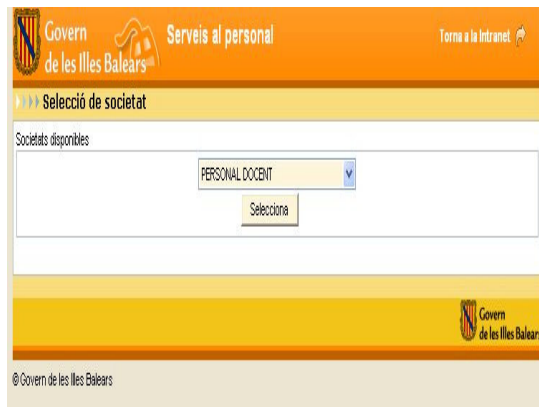 Govern
de les Illes Balears
Serveis al personal
Torna a la Intranet
Selecció de societat
Societats disponibles
PERSONAL DOCENT
Selecciona
Govern
de les Illes Balears
© Govern de les Illes Balears